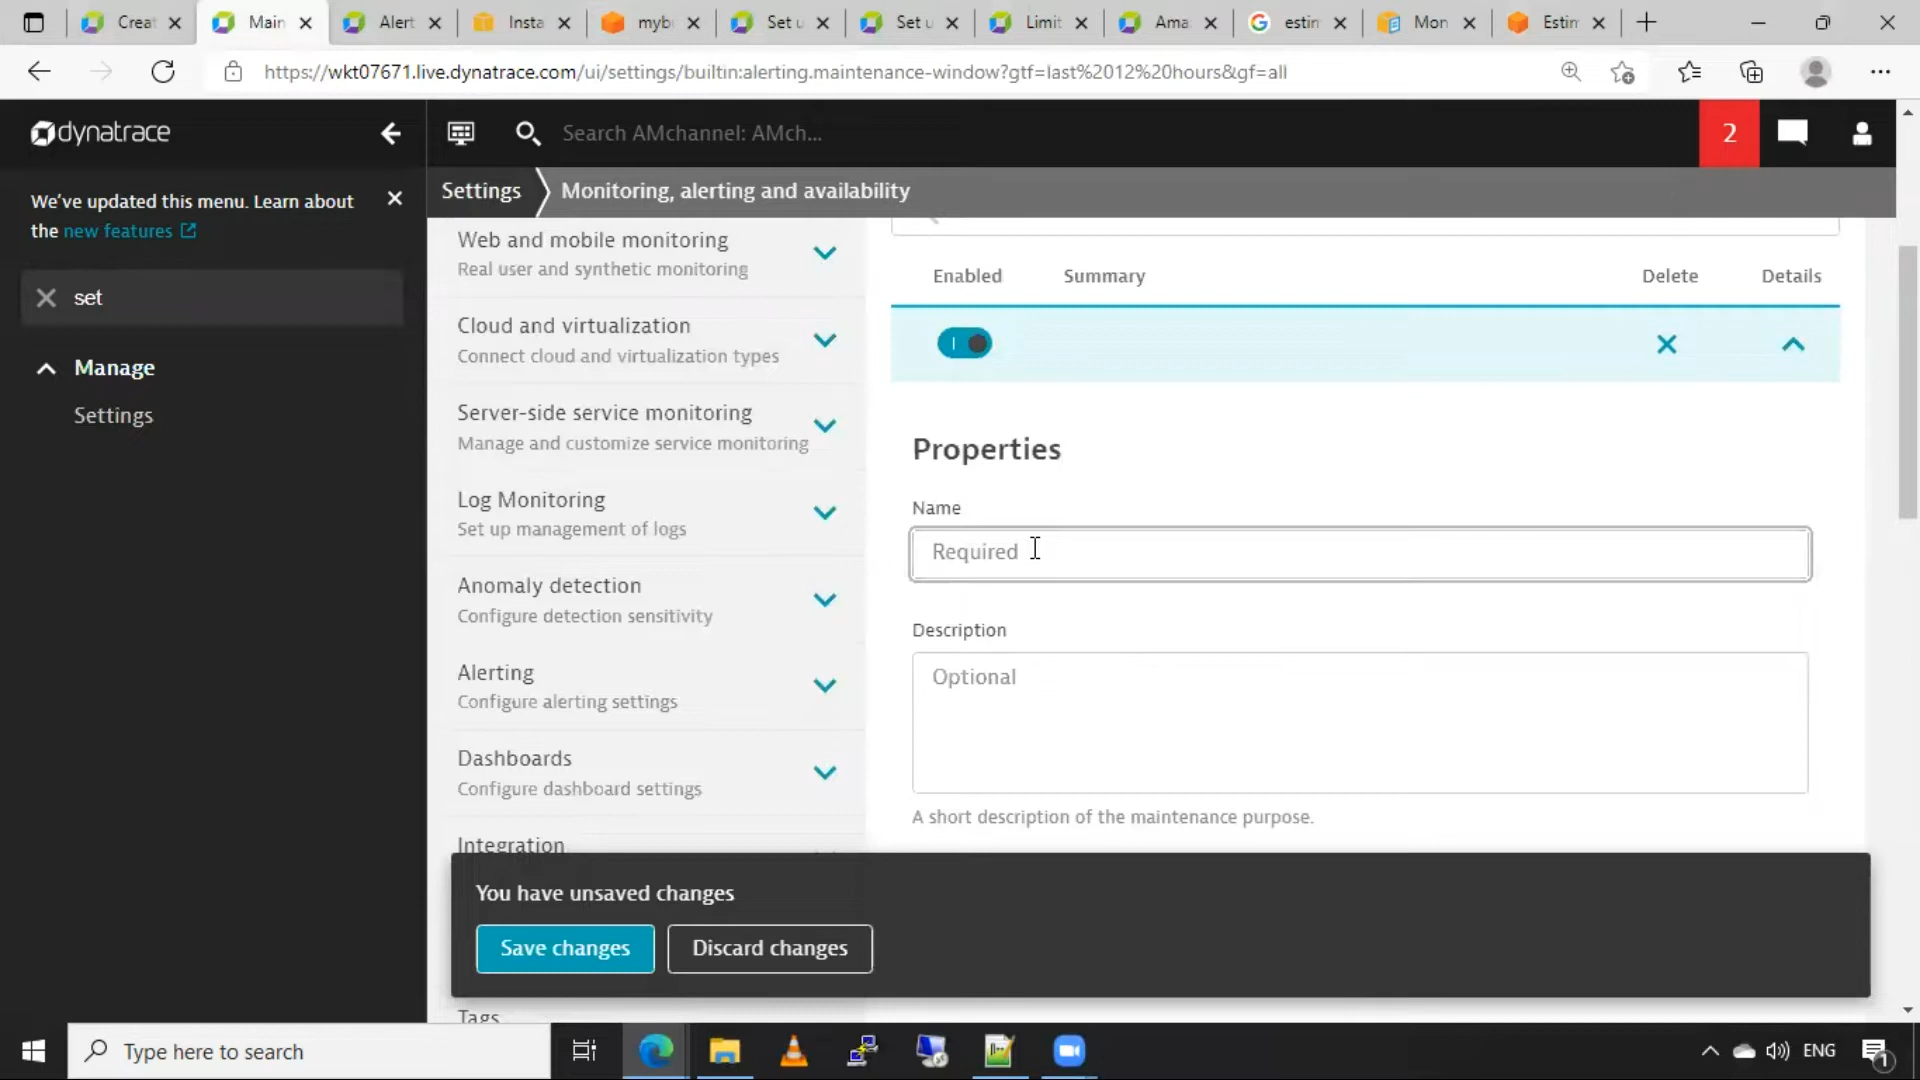 Creat
Main
Alert
Insta
myb
Set u
Set u
Limit
Ama
estin
Mon
Estim
https://wkt07671.live.dynatrace.com/ui/settings/builtin:alerting.maintenance-window?gtf=last%2012%20hours&gf=all
dynatrace
Search AMchannel: AMch...
2
We've updated this menu. Learn about
the new features
Settings
Monitoring, alerting and availability
set
Manage
Settings
Web and mobile monitoring
Real user and synthetic monitoring
Cloud and virtualization
Connect cloud and virtualization types
Server-side service monitoring
Manage and customize service monitoring
Log Monitoring
Set up management of logs
Anomaly detection
Configure detection sensitivity
Alerting
Configure alerting settings
Dashboards
Configure dashboard settings
Integration
Tags
Enabled
Summary
Delete
Details
Properties
Name
Required
Description
Optional
A short description of the maintenance purpose.
You have unsaved changes
Save changes
Discard changes
Type here to search
ENG
1